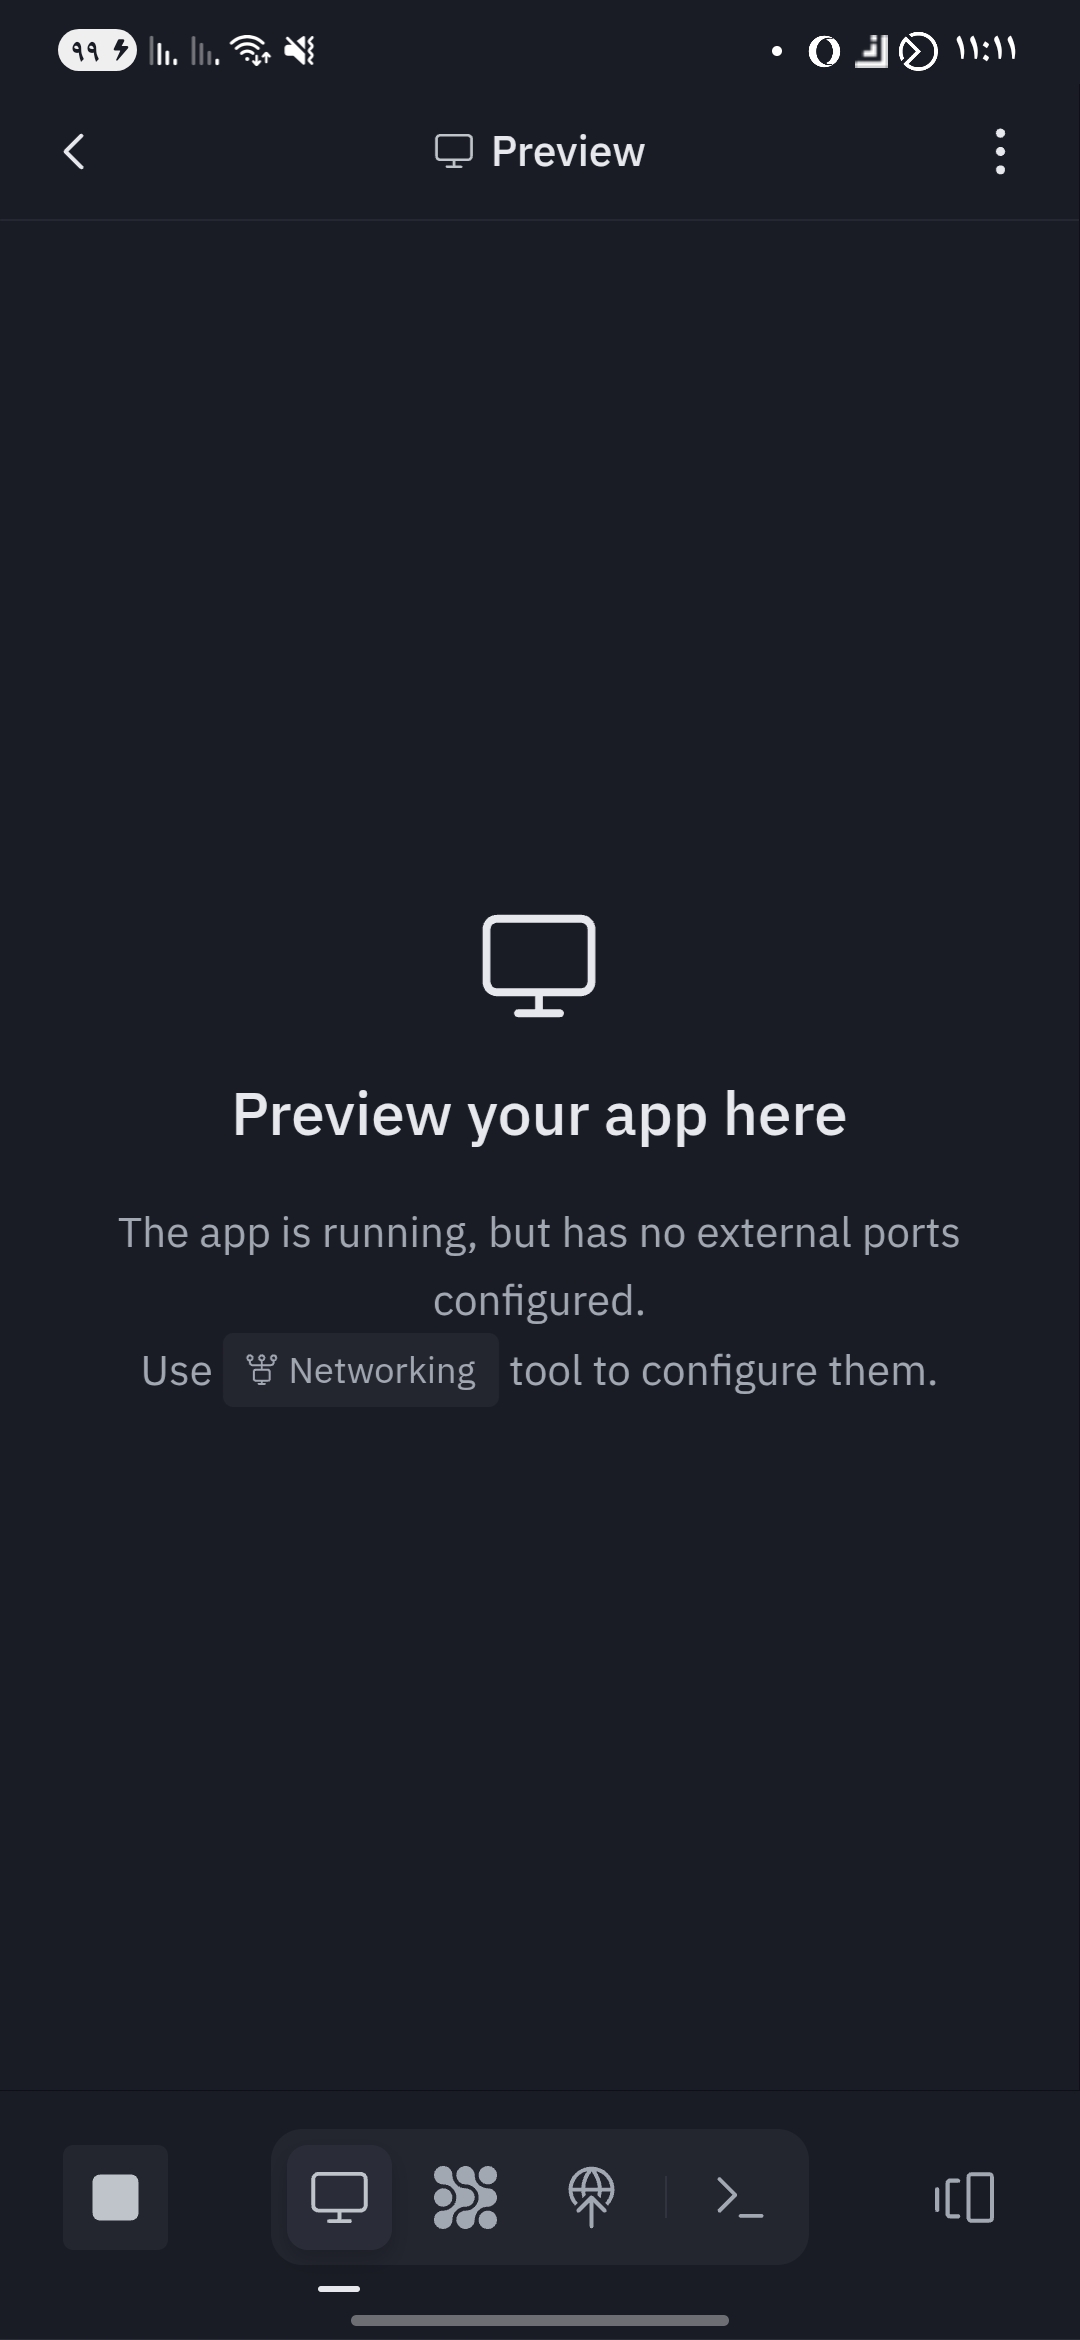 ٩٩
١١:١١
Preview
Preview your app here
The app is running, but has no external ports
configured.
Use Networking tool to configure them.